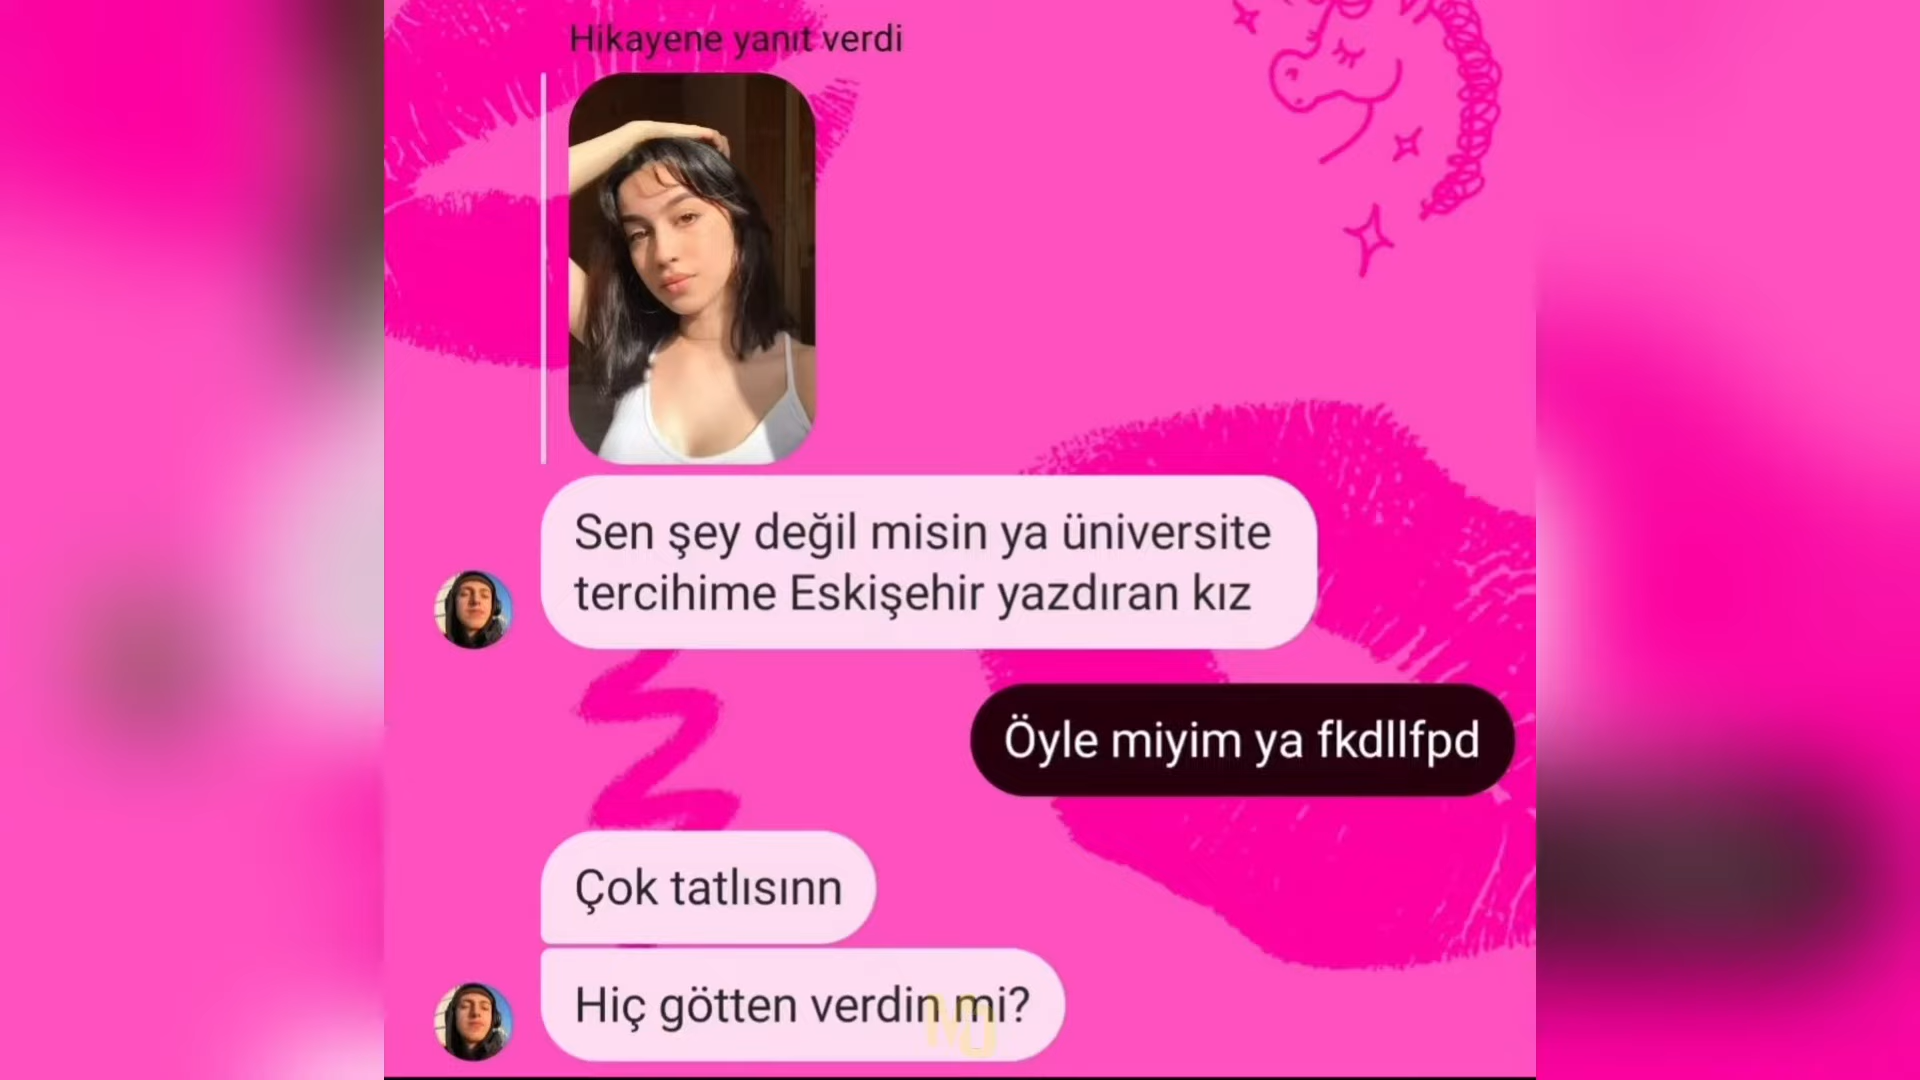 Hikayene yanıt verdi
Sen şey değil misin ya üniversite
tercihime Eskişehir yazdıran kız
Öyle miyim ya fkdllfpd
Çok tatlısınn
Hiç götten verdin mi?